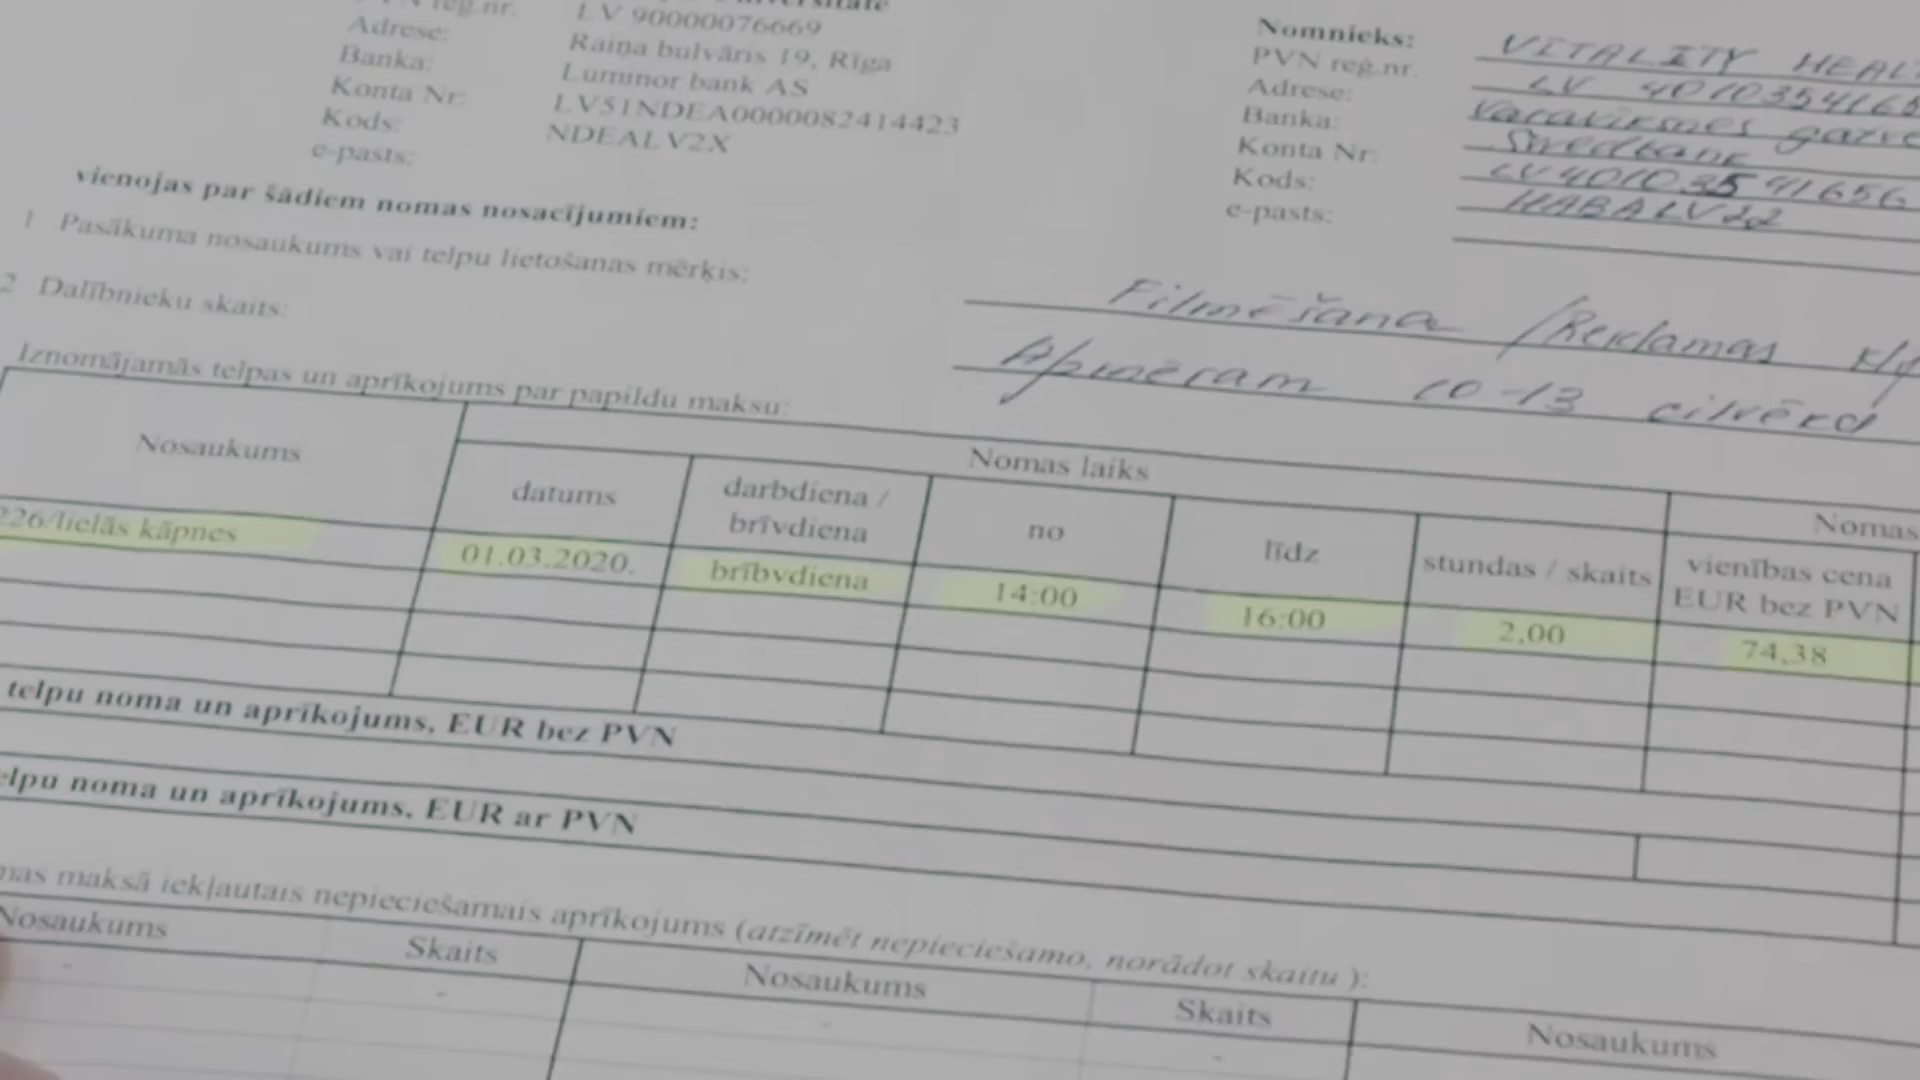 PVN reģ.nr. LV 90000076669
Adrese: Raiņa bulvāris 19, Rīga
Banka: Luminor bank AS
Konta Nr: LV51NDEA0000082414423
Kods: NDEALV2X
e-pasts:
Nomnieks: VITALITY HEAL
PVN reģ.nr. LV 4010354165
Adrese: Varavīksnes gatve
Banka: Swedbank
Konta Nr: LV40103541656
Kods: HABALV22
e-pasts:
vienojas par šādiem nomas nosacījumiem:
1 Pasākuma nosaukums vai telpu lietošanas mērķis: Filmēšana /Reklamas kli
2 Dalībnieku skaits: Apmēram 10-13 cilvēki
Iznomājamās telpas un aprīkojums par papildu maksu:
Nosaukums Nomas laiks Nomas
datums darbdiena / brīvdiena no līdz stundas / skaits vienības cena EUR bez PVN
226/lielās kāpnes 01.03.2020. brībvdiena 14:00 16:00 2,00 74,38
telpu noma un aprīkojums, EUR bez PVN
elpu noma un aprīkojums. EUR ar PVN
mas maksā iekļautais nepieciešamais aprīkojums (atzīmēt nepieciešamo, norādot skaitu ):
Nosaukums Skaits Nosaukums Skaits Nosaukums
- - - -